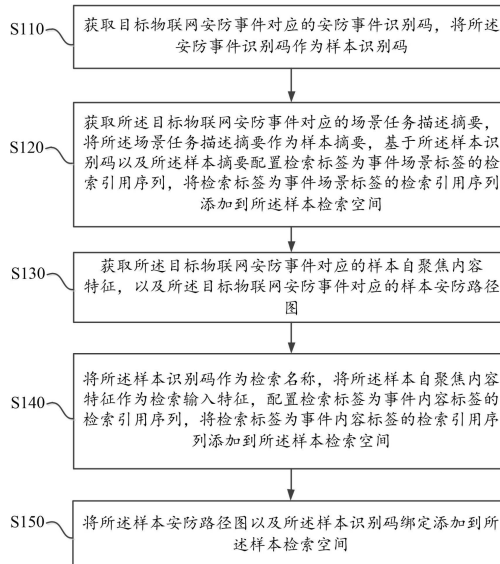 S110
获取目标物联网安防事件对应的安防事件识别码，将所述
安防事件识别码作为样本识别码
S120
获取所述目标物联网安防事件对应的场景任务描述摘要，
将所述场景任务描述摘要作为样本摘要，基于所述样本识
别码以及所述样本摘要配置检索标签为事件场景标签的检
索引用序列，将检索标签为事件场景标签的检索引用序列
添加到所述样本检索空间
S130
获取所述目标物联网安防事件对应的样本自聚焦内容
特征，以及所述目标物联网安防事件对应的样本安防路径
图
S140
将所述样本识别码作为检索名称，将所述样本自聚焦内容
特征作为检索输入特征，配置检索标签为事件内容标签的
检索引用序列，将检索标签为事件内容标签的检索引用序
列添加到所述样本检索空间
S150
将所述样本安防路径图以及所述样本识别码绑定添加到所
述样本检索空间